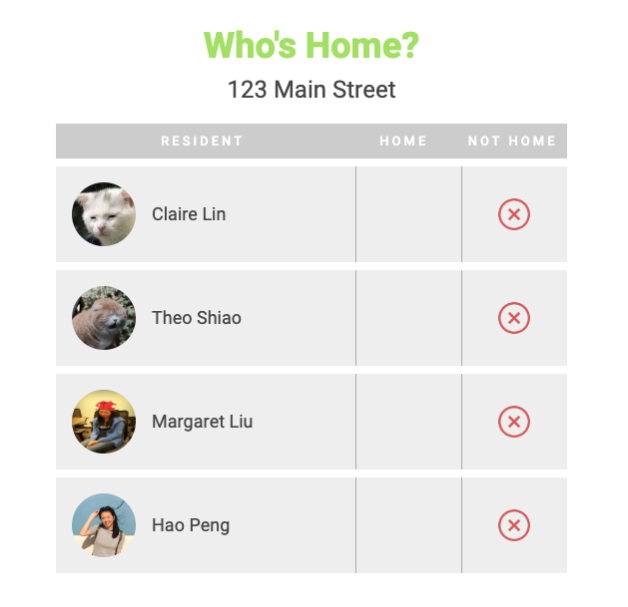 Who's Home?
123 Main Street
RESIDENT HOME NOT HOME
Claire Lin
Theo Shiao
Margaret Liu
Hao Peng